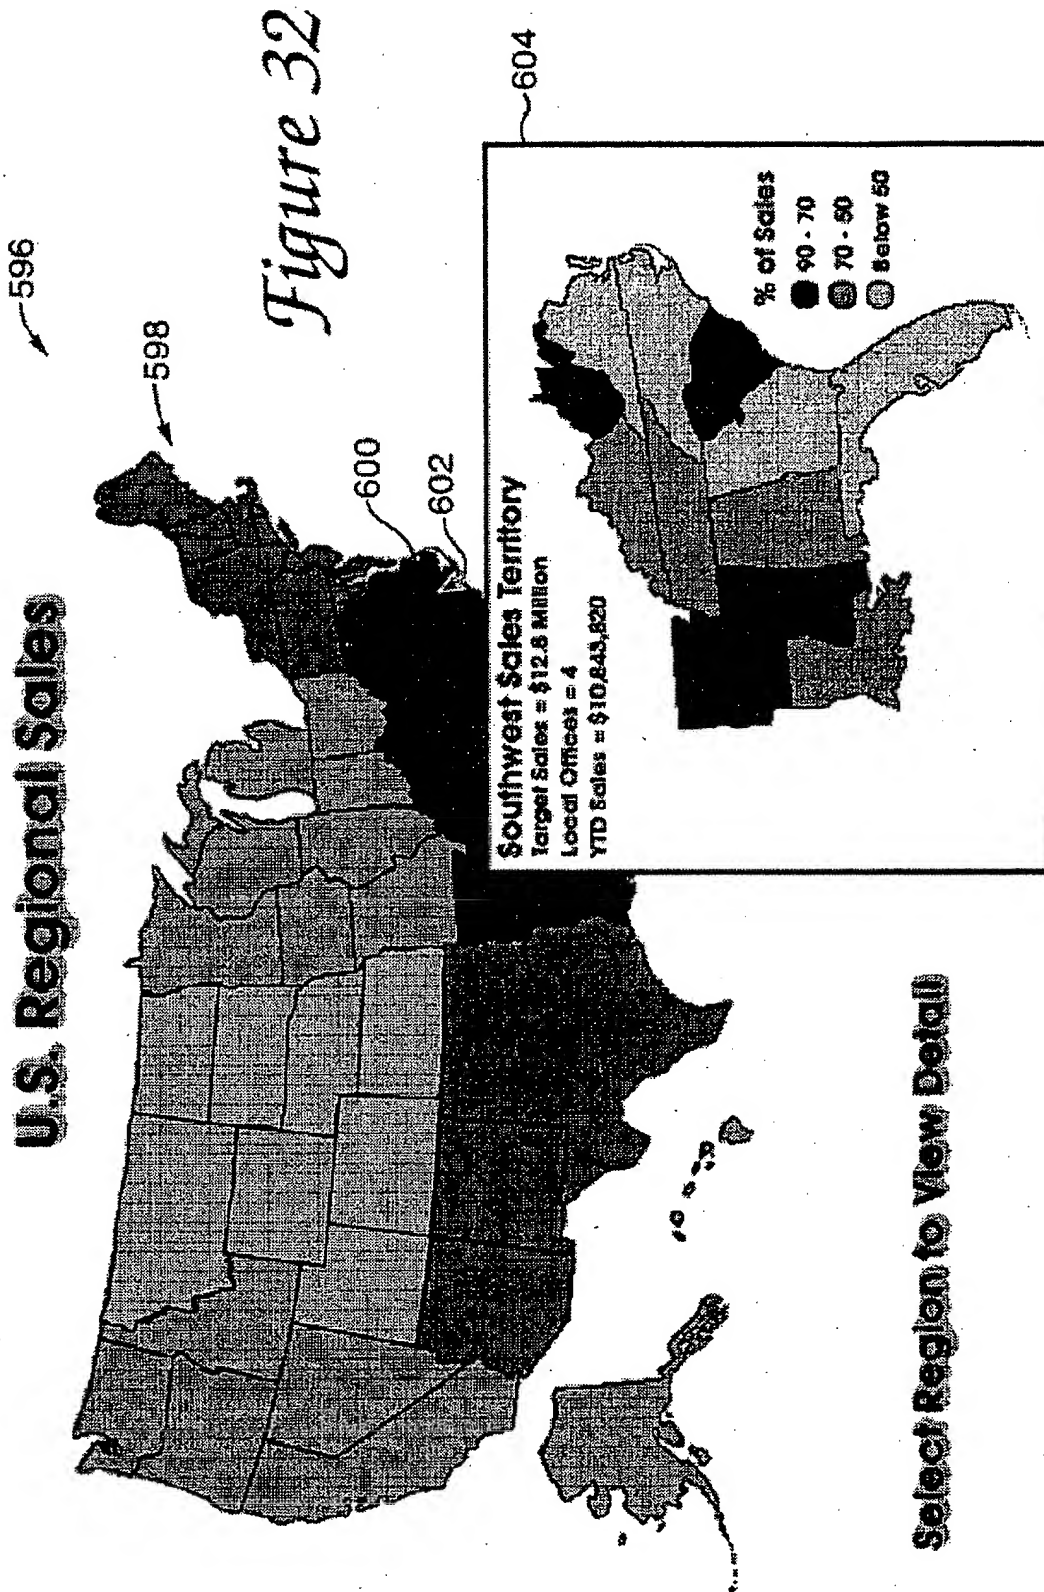 U.S. Regional Sales
596
598
Figure 32
600
602
604
Southwest Sales Territory
Target Sales = $12.8 Million
Local Offices = 4
YTD Sales = $10,843,820
% of Sales
90 - 70
70 - 50
Below 50
Select Region to View Detail